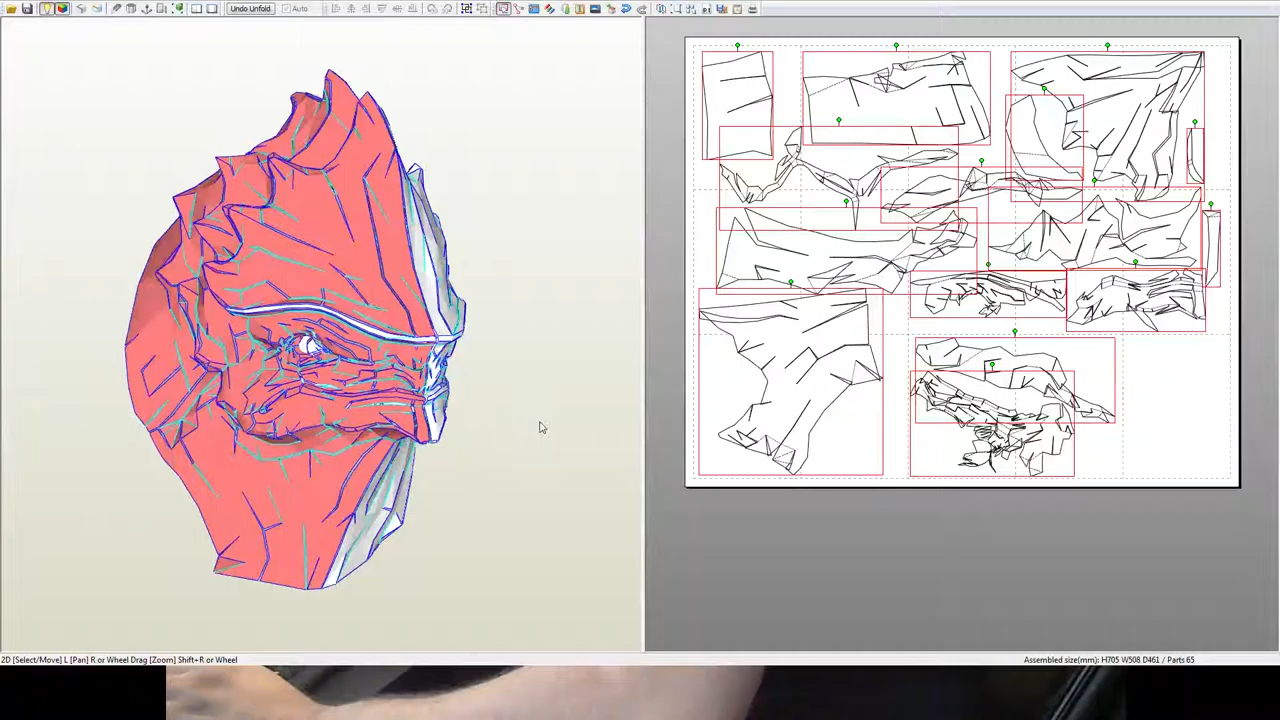 Undo Unfold
Auto
2D [Select/Move] L [Pan] R or Wheel Drag [Zoom] Shift+R or Wheel
Assembled size(mm): H705 W508 D461 / Parts 65